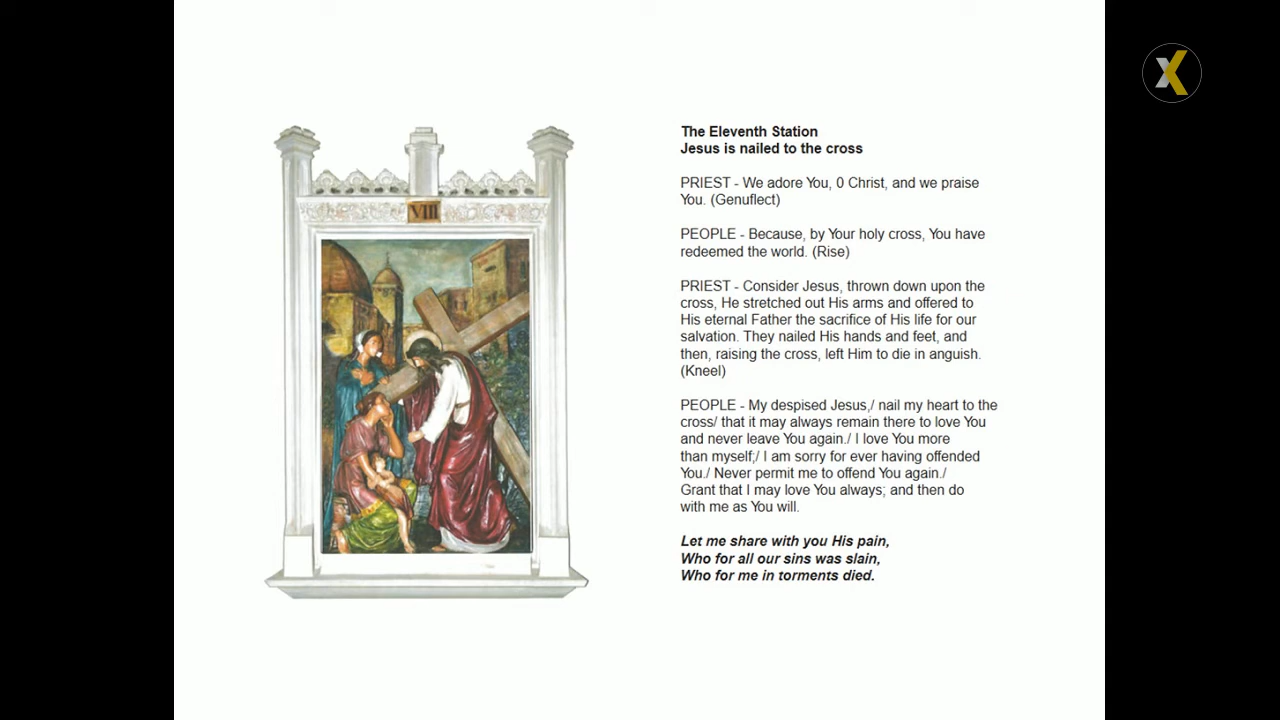 VIII
The Eleventh Station
Jesus is nailed to the cross
PRIEST - We adore You, 0 Christ, and we praise
You. (Genuflect)
PEOPLE - Because, by Your holy cross, You have
redeemed the world. (Rise)
PRIEST - Consider Jesus, thrown down upon the
cross, He stretched out His arms and offered to
His eternal Father the sacrifice of His life for our
salvation. They nailed His hands and feet, and
then, raising the cross, left Him to die in anguish.
(Kneel)
PEOPLE - My despised Jesus,/ nail my heart to the
cross/ that it may always remain there to love You
and never leave You again./ I love You more
than myself;/ I am sorry for ever having offended
You./ Never permit me to offend You again./
Grant that I may love You always; and then do
with me as You will.
Let me share with you His pain,
Who for all our sins was slain,
Who for me in torments died.